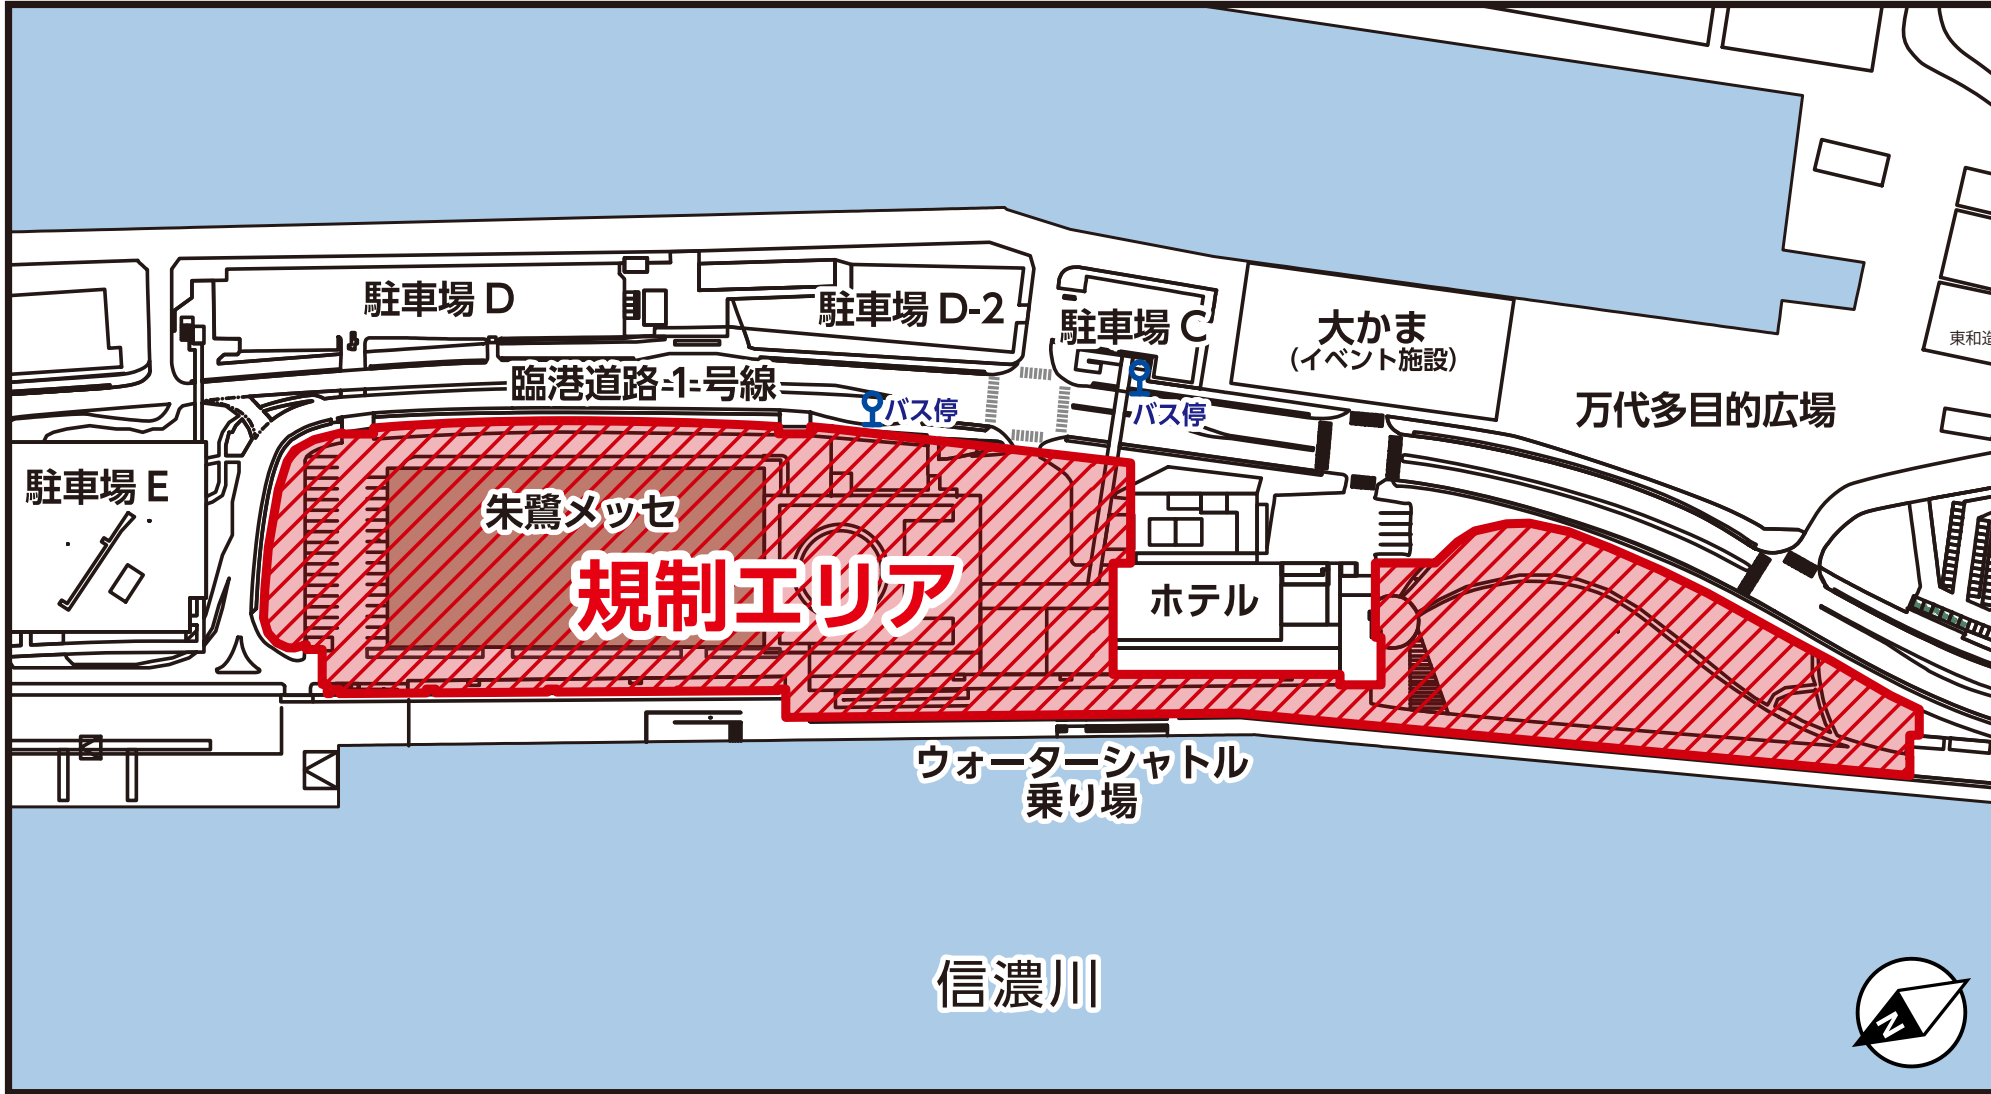 駐車場 D
駐車場 D-2
駐車場 C
大かま
(イベント施設)
東和造
臨港道路1号線
バス停
バス停
万代多目的広場
駐車場 E
朱鷺メッセ
規制エリア
ホテル
ウォーターシャトル
乗り場
信濃川
N